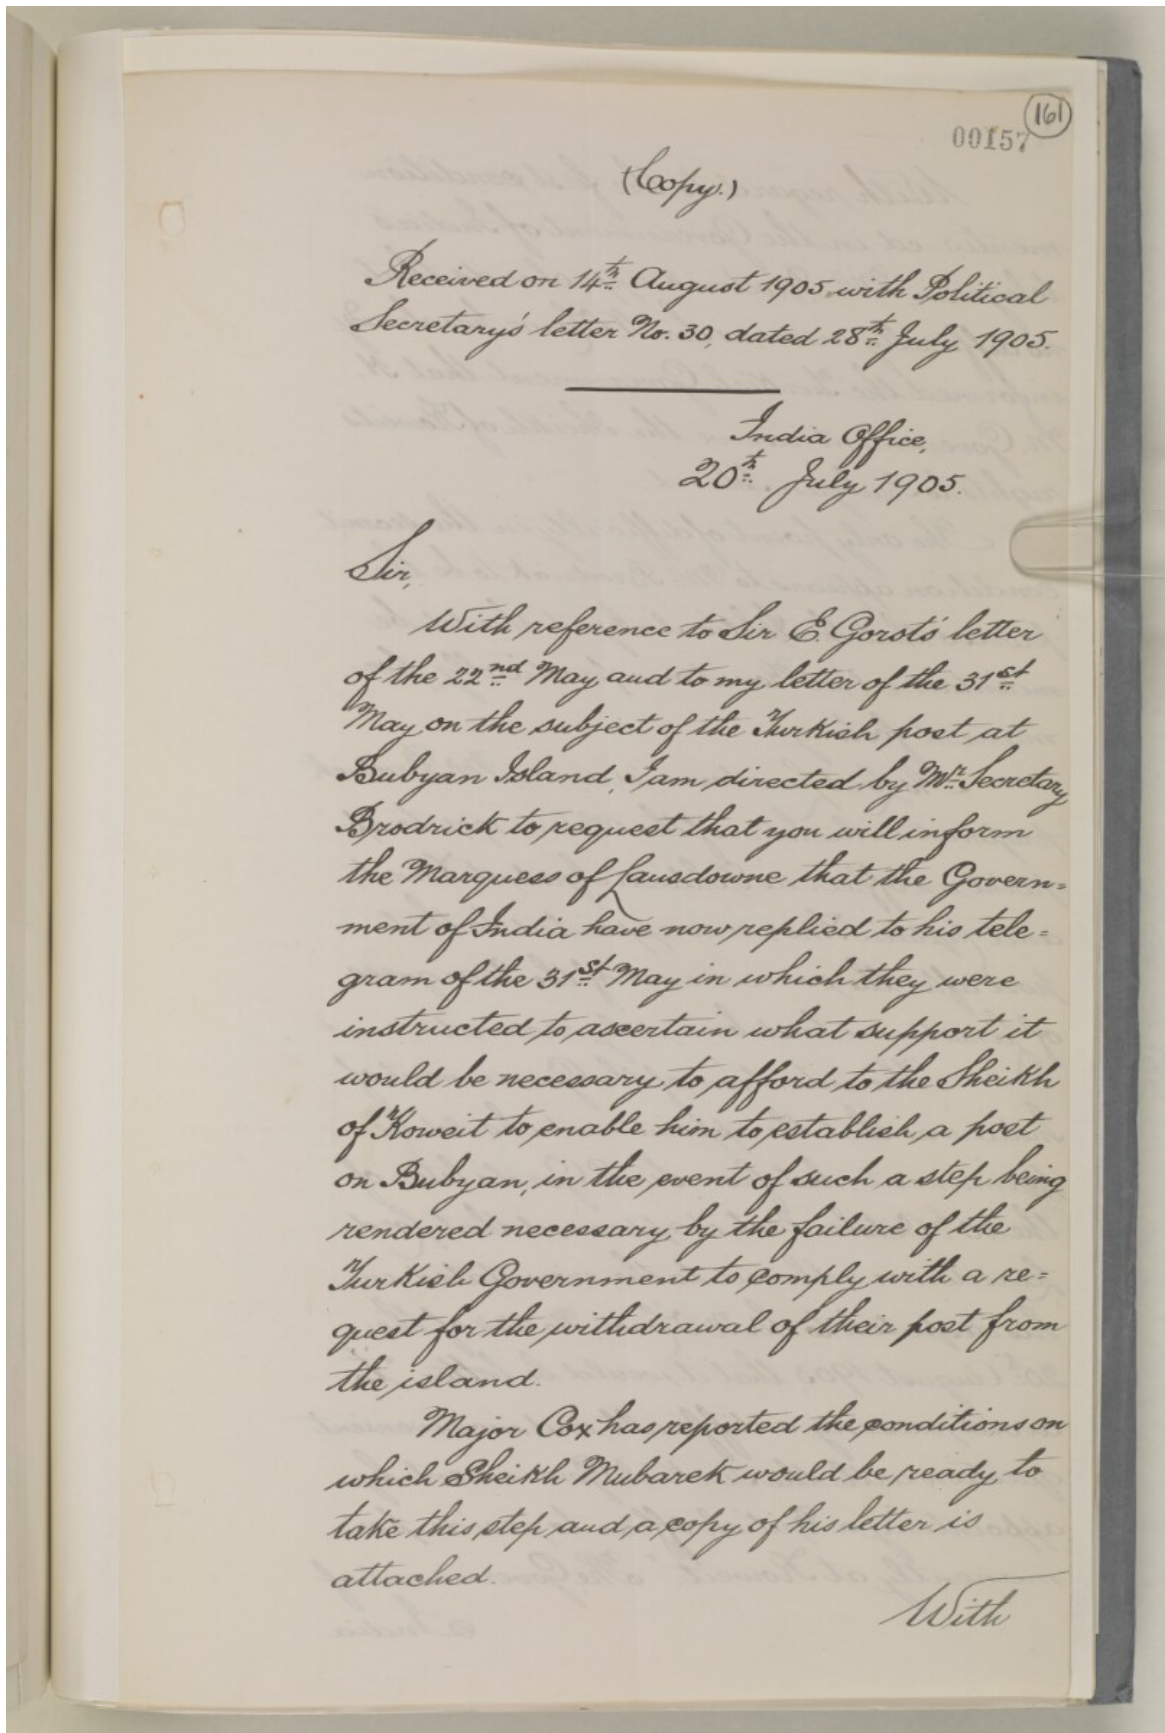 161
00157
(Copy.)
Received on 14th August 1905 with Political
Secretary's letter No. 30, dated 28th July 1905.
India Office,
20th July 1905.
Sir,
With reference to Sir E. Gorst's letter
of the 22nd May and to my letter of the 31st
May on the subject of the Turkish post at
Bubyan Island, I am directed by Mr. Secretary
Brodrick to request that you will inform
the Marquess of Lansdowne that the Govern=
ment of India have now replied to his tele=
gram of the 31st May in which they were
instructed to ascertain what support it
would be necessary to afford to the Sheikh
of Koweit to enable him to establish a post
on Bubyan, in the event of such a step being
rendered necessary by the failure of the
Turkish Government to comply with a re=
quest for the withdrawal of their post from
the island.
Major Cox has reported the conditions on
which Sheikh Mubarek would be ready to
take this step and a copy of his letter is
attached.
With